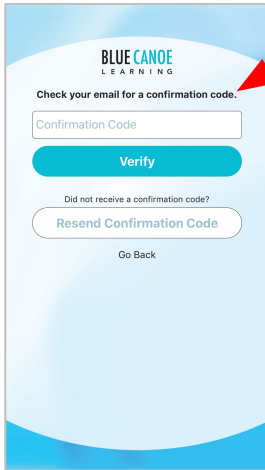 BLUE CANOE
LEARNING
Check your email for a confirmation code.
Confirmation Code
Verify
Did not receive a confirmation code?
Resend Confirmation Code
Go Back